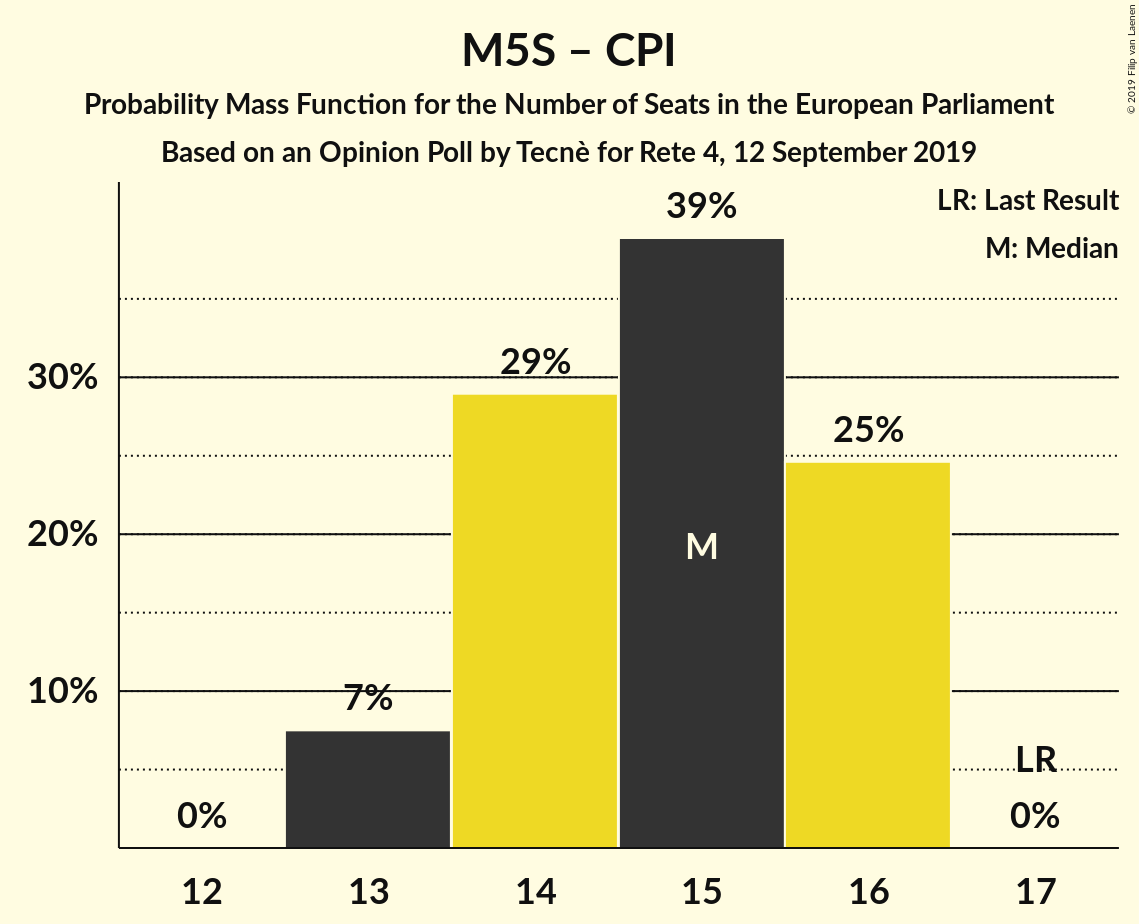 M5S – CPI
Probability Mass Function for the Number of Seats in the European Parliament
Based on an Opinion Poll by Tecnè for Rete 4, 12 September 2019
© 2019 Filip van Laenen
LR: Last Result
M: Median
39%
29%
25%
7%
0%
0%
M
LR
30%
20%
10%
12 13 14 15 16 17